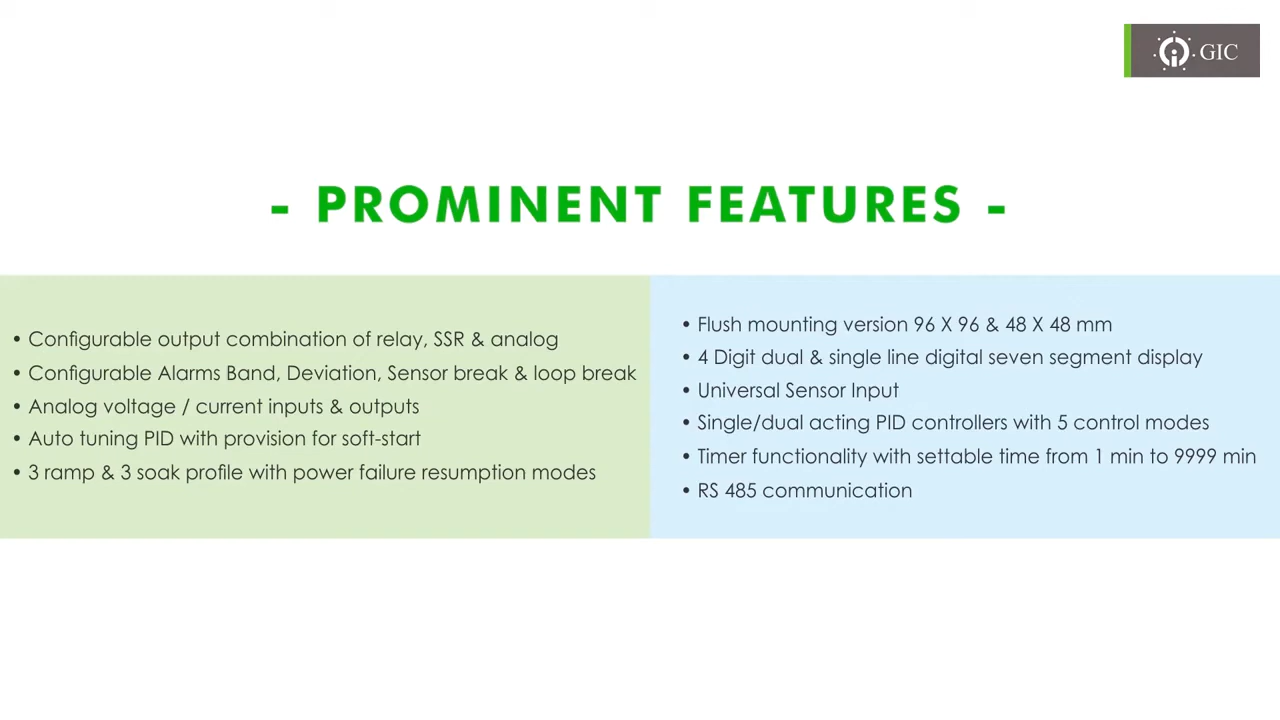 GIC
- PROMINENT FEATURES -
• Configurable output combination of relay, SSR & analog
• Configurable Alarms Band, Deviation, Sensor break & loop break
• Analog voltage / current inputs & outputs
• Auto tuning PID with provision for soft-start
• 3 ramp & 3 soak profile with power failure resumption modes
• Flush mounting version 96 X 96 & 48 X 48 mm
• 4 Digit dual & single line digital seven segment display
• Universal Sensor Input
• Single/dual acting PID controllers with 5 control modes
• Timer functionality with settable time from 1 min to 9999 min
• RS 485 communication